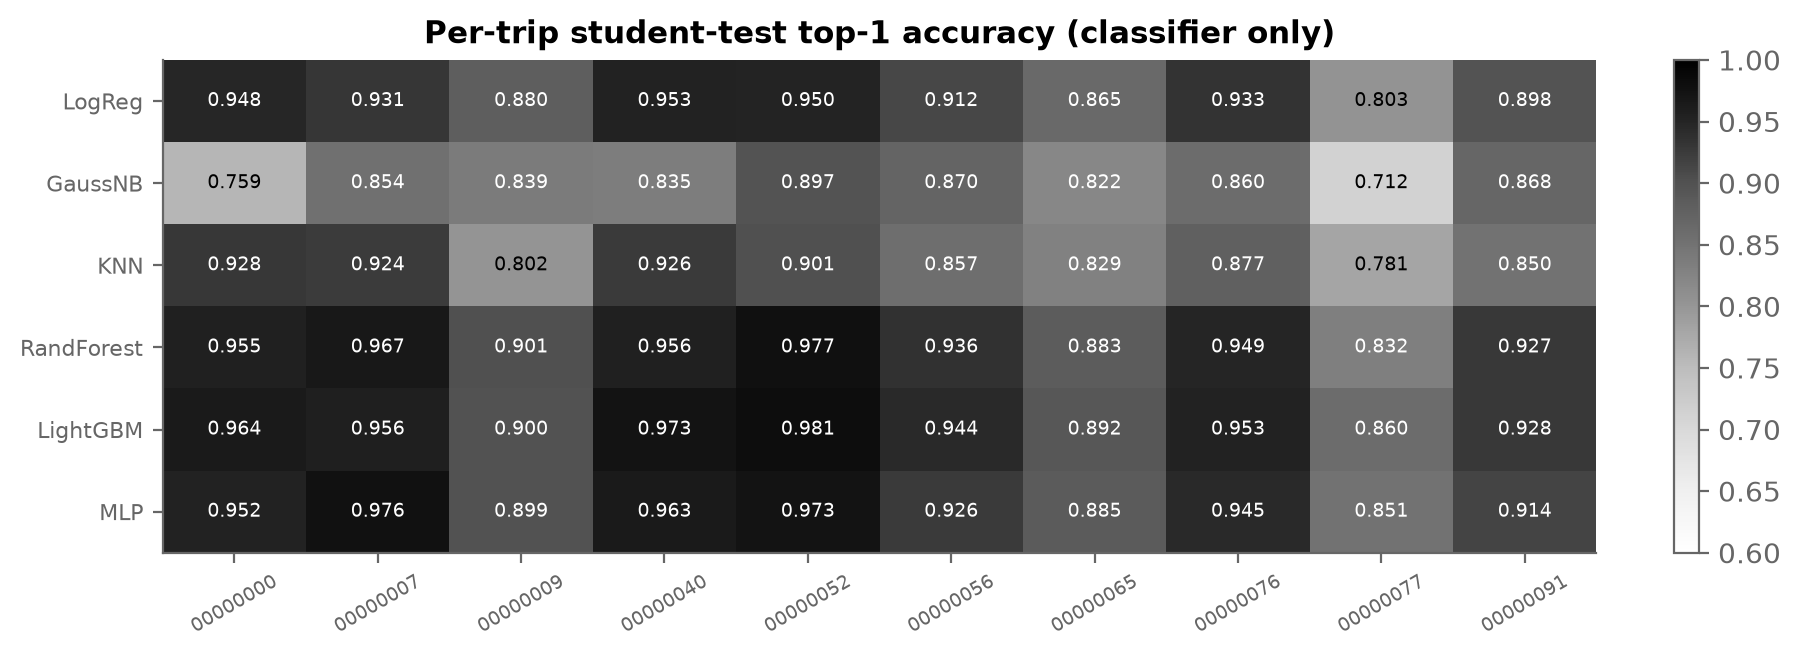 Per-trip student-test top-1 accuracy (classifier only)
LogReg 0.948 0.931 0.880 0.953 0.950 0.912 0.865 0.933 0.803 0.898
GaussNB 0.759 0.854 0.839 0.835 0.897 0.870 0.822 0.860 0.712 0.868
KNN 0.928 0.924 0.802 0.926 0.901 0.857 0.829 0.877 0.781 0.850
RandForest 0.955 0.967 0.901 0.956 0.977 0.936 0.883 0.949 0.832 0.927
LightGBM 0.964 0.956 0.900 0.973 0.981 0.944 0.892 0.953 0.860 0.928
MLP 0.952 0.976 0.899 0.963 0.973 0.926 0.885 0.945 0.851 0.914
00000000 00000007 00000009 00000040 00000052 00000056 00000065 00000076 00000077 00000091
1.00
0.95
0.90
0.85
0.80
0.75
0.70
0.65
0.60